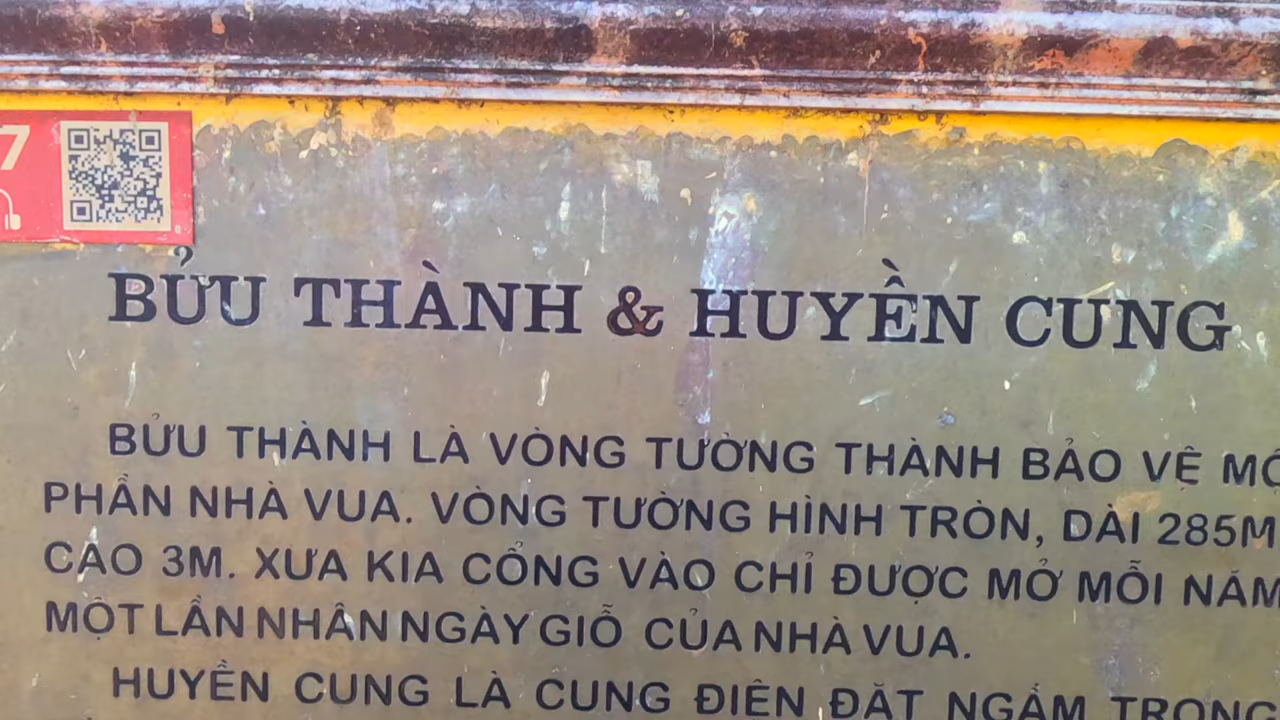 7
BỬU THÀNH & HUYỀN CUNG
BỬU THÀNH LÀ VÒNG TƯỜNG THÀNH BẢO VỆ
PHẦN NHÀ VUA. VÒNG TƯỜNG HÌNH TRÒN, DÀI 285M
CAO 3M. XƯA KIA CỔNG VÀO CHỈ ĐƯỢC MỞ MỖI NĂM
MỘT LẦN NHÂN NGÀY GIỖ CỦA NHÀ VUA.
HUYỀN CUNG LÀ CUNG ĐIỆN ĐẶT NGẦM TRONG